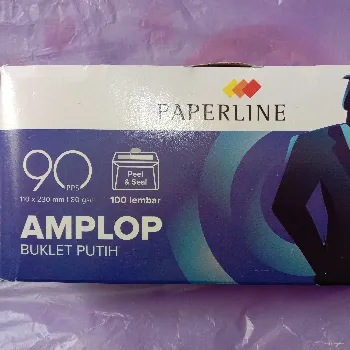 PAPERLINE
90
PPS
Peel
& Seal
110 x 230 mm | 80 gsm
100 lembar
AMPLOP
BUKLET PUTIH